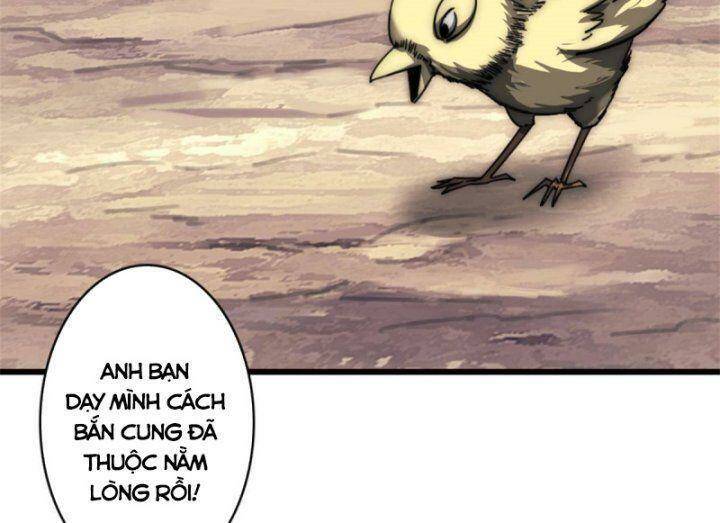 ANH BẠN
DẠY MÌNH CÁCH
BẮN CUNG ĐÃ
THUỘC NẰM
LÒNG RỒI!